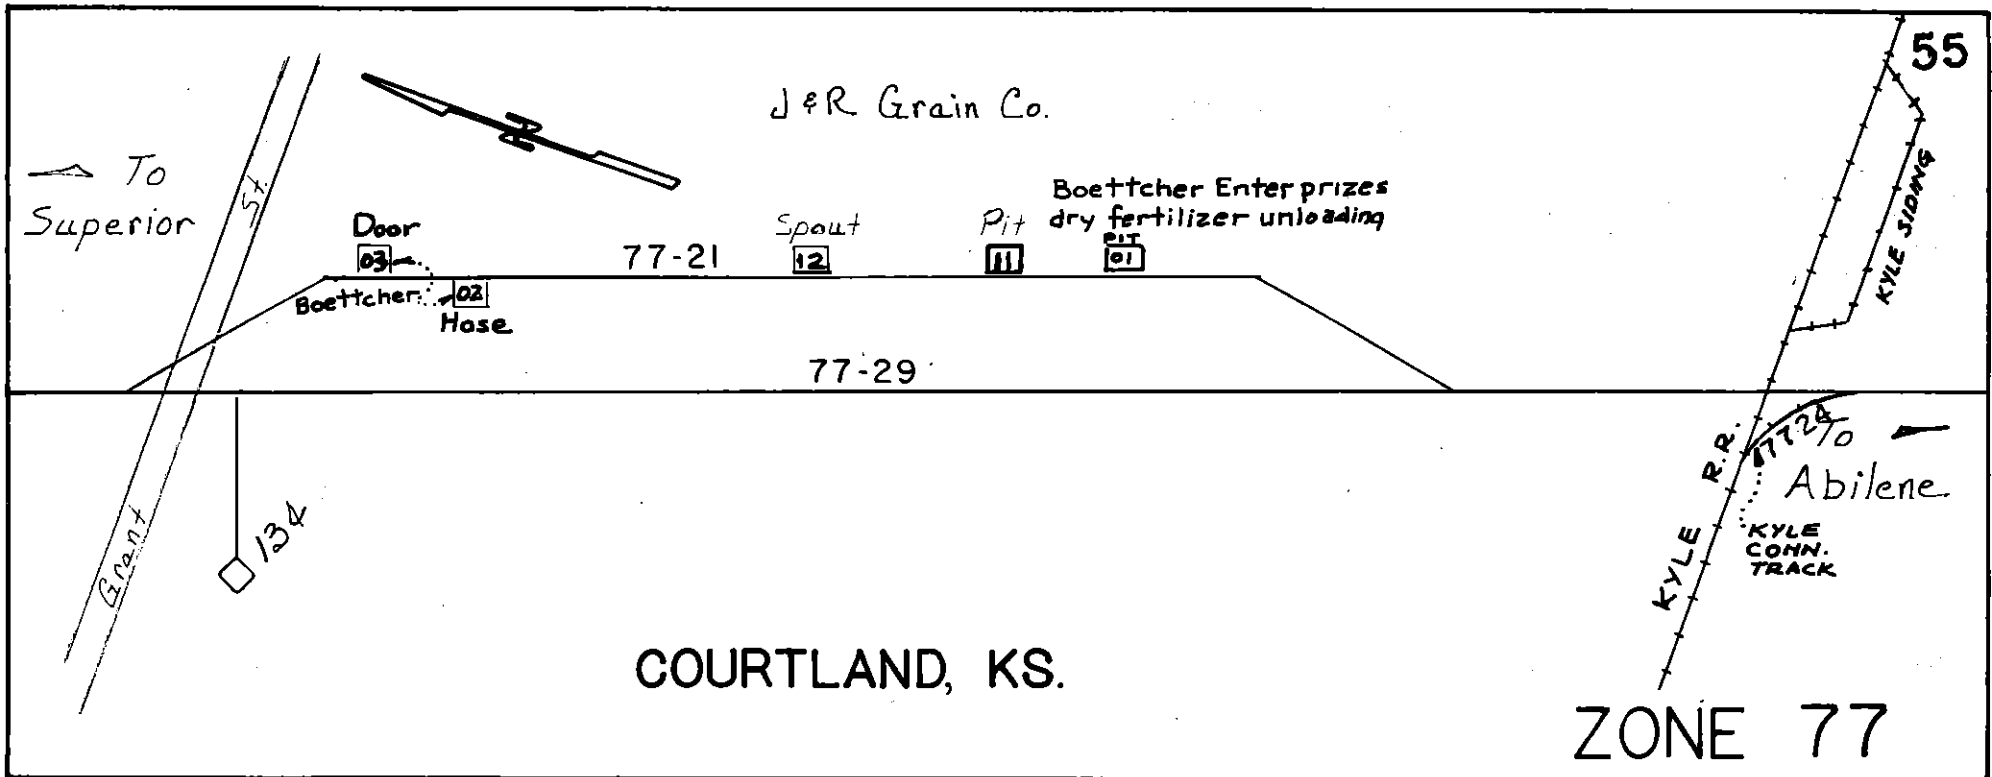 55
J & R Grain Co.
To
Superior
St.
Door
03
Boettcher
02
Hose
77-21
Spout
12
Pit
11
Boettcher Enterprizes
dry fertilizer unloading
PIT
01
KYLE SIDING
77-29
Grant
134
KYLE R.R.
7724
To
Abilene
KYLE
CONN.
TRACK
COURTLAND, KS.
ZONE 77
N